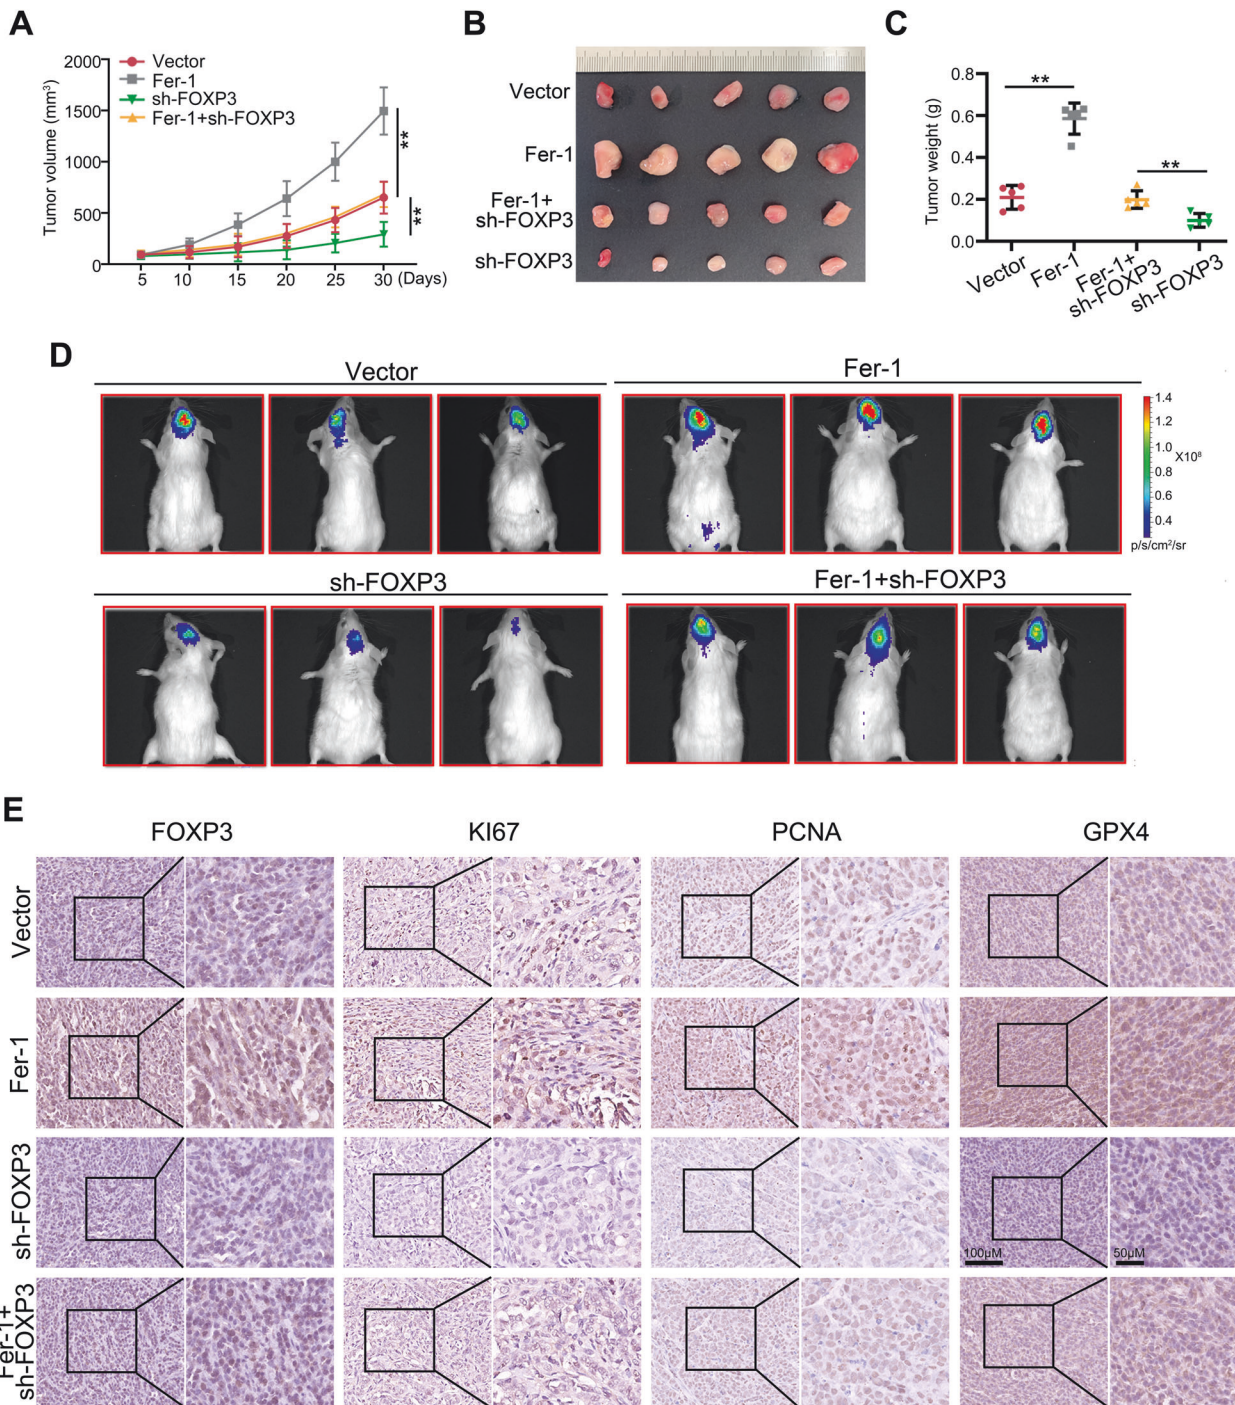 A
Tumor volume (mm³)
2000
1500
1000
500
0
5 10 15 20 25 30 (Days)
Vector
Fer-1
sh-FOXP3
Fer-1+sh-FOXP3
**
**
B
Vector
Fer-1
Fer-1+
sh-FOXP3
sh-FOXP3
C
Tumor weight (g)
0.8
0.6
0.4
0.2
0.0
**
**
Vector
Fer-1
Fer-1+
sh-FOXP3
sh-FOXP3
D
Vector
Fer-1
1.4
1.2
1.0
0.8
0.6
0.4
X10⁸
p/s/cm²/sr
sh-FOXP3
Fer-1+sh-FOXP3
E
FOXP3 KI67 PCNA GPX4
Vector
Fer-1
sh-FOXP3
100μM 50μM
Fer-1+
sh-FOXP3